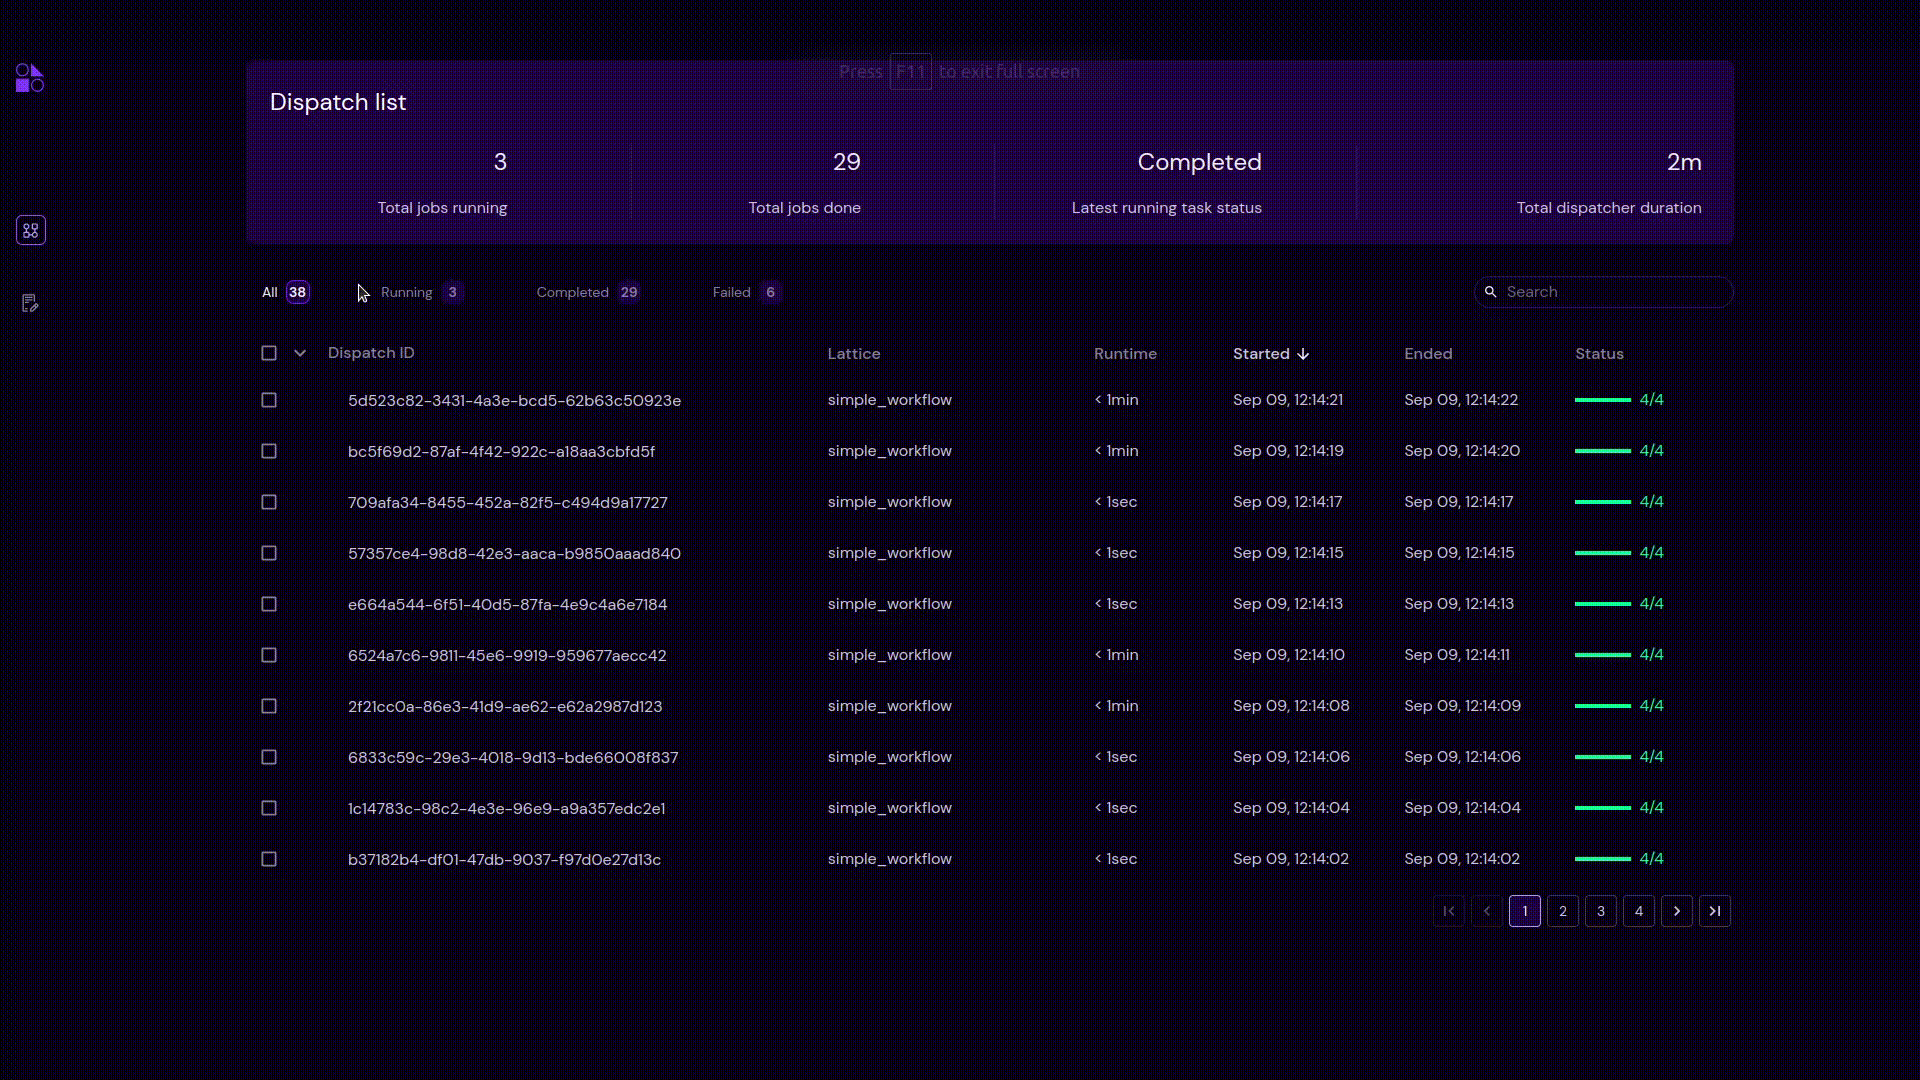 Press F11 to exit full screen
Dispatch list
3 29 Completed 2m
Total jobs running Total jobs done Latest running task status Total dispatcher duration
All 38 Running 3 Completed 29 Failed 6 Search
Dispatch ID Lattice Runtime Started Ended Status
5d523c82-3431-4a3e-bcd5-62b63c50923e simple_workflow < 1min Sep 09, 12:14:21 Sep 09, 12:14:22 4/4
bc5f69d2-87af-4f42-922c-a18aa3cbfd5f simple_workflow < 1min Sep 09, 12:14:19 Sep 09, 12:14:20 4/4
709afa34-8455-452a-82f5-c494d9a17727 simple_workflow < 1sec Sep 09, 12:14:17 Sep 09, 12:14:17 4/4
57357ce4-98d8-42e3-aaca-b9850aaad840 simple_workflow < 1sec Sep 09, 12:14:15 Sep 09, 12:14:15 4/4
e664a544-6f51-40d5-87fa-4e9c4a6e7184 simple_workflow < 1sec Sep 09, 12:14:13 Sep 09, 12:14:13 4/4
6524a7c6-9811-45e6-9919-959677aecc42 simple_workflow < 1min Sep 09, 12:14:10 Sep 09, 12:14:11 4/4
2f21cc0a-86e3-41d9-ae62-e62a2987d123 simple_workflow < 1min Sep 09, 12:14:08 Sep 09, 12:14:09 4/4
6833c59c-29e3-4018-9d13-bde66008f837 simple_workflow < 1sec Sep 09, 12:14:06 Sep 09, 12:14:06 4/4
1c14783c-98c2-4e3e-96e9-a9a357edc2e1 simple_workflow < 1sec Sep 09, 12:14:04 Sep 09, 12:14:04 4/4
b37182b4-df01-47db-9037-f97d0e27d13c simple_workflow < 1sec Sep 09, 12:14:02 Sep 09, 12:14:02 4/4
1 2 3 4